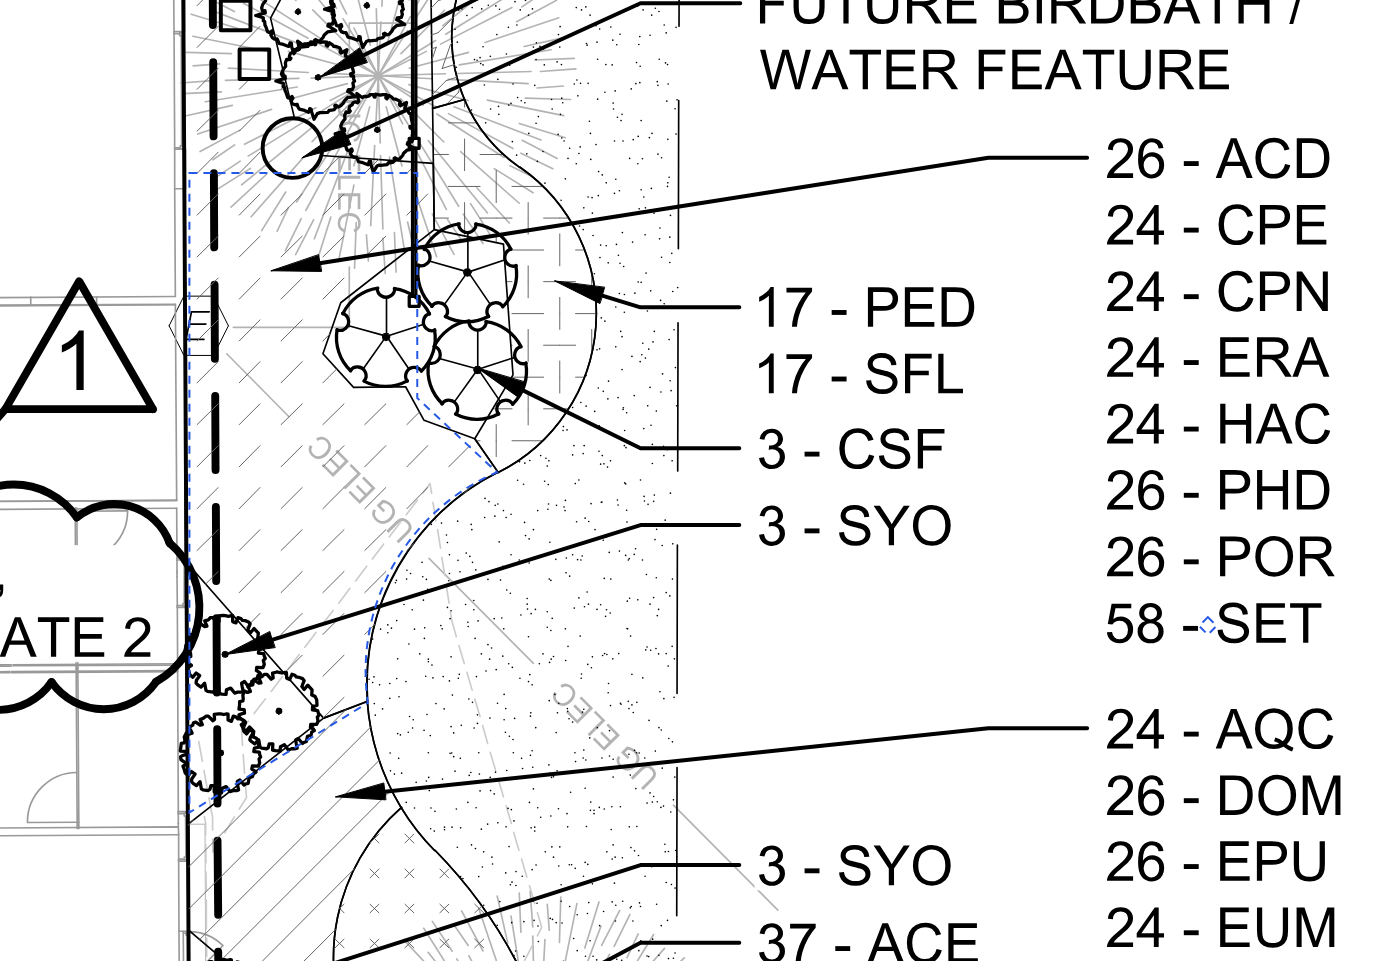 FUTURE BIRDBATH /
WATER FEATURE
26 - ACD
24 - CPE
24 - CPN
24 - ERA
24 - HAC
26 - PHD
26 - POR
58 - SET
17 - PED
17 - SFL
3 - CSF
3 - SYO
1
ATE 2
UG ELEC
UG ELEC
UG ELEC
24 - AQC
26 - DOM
26 - EPU
24 - EUM
3 - SYO
37 - ACE